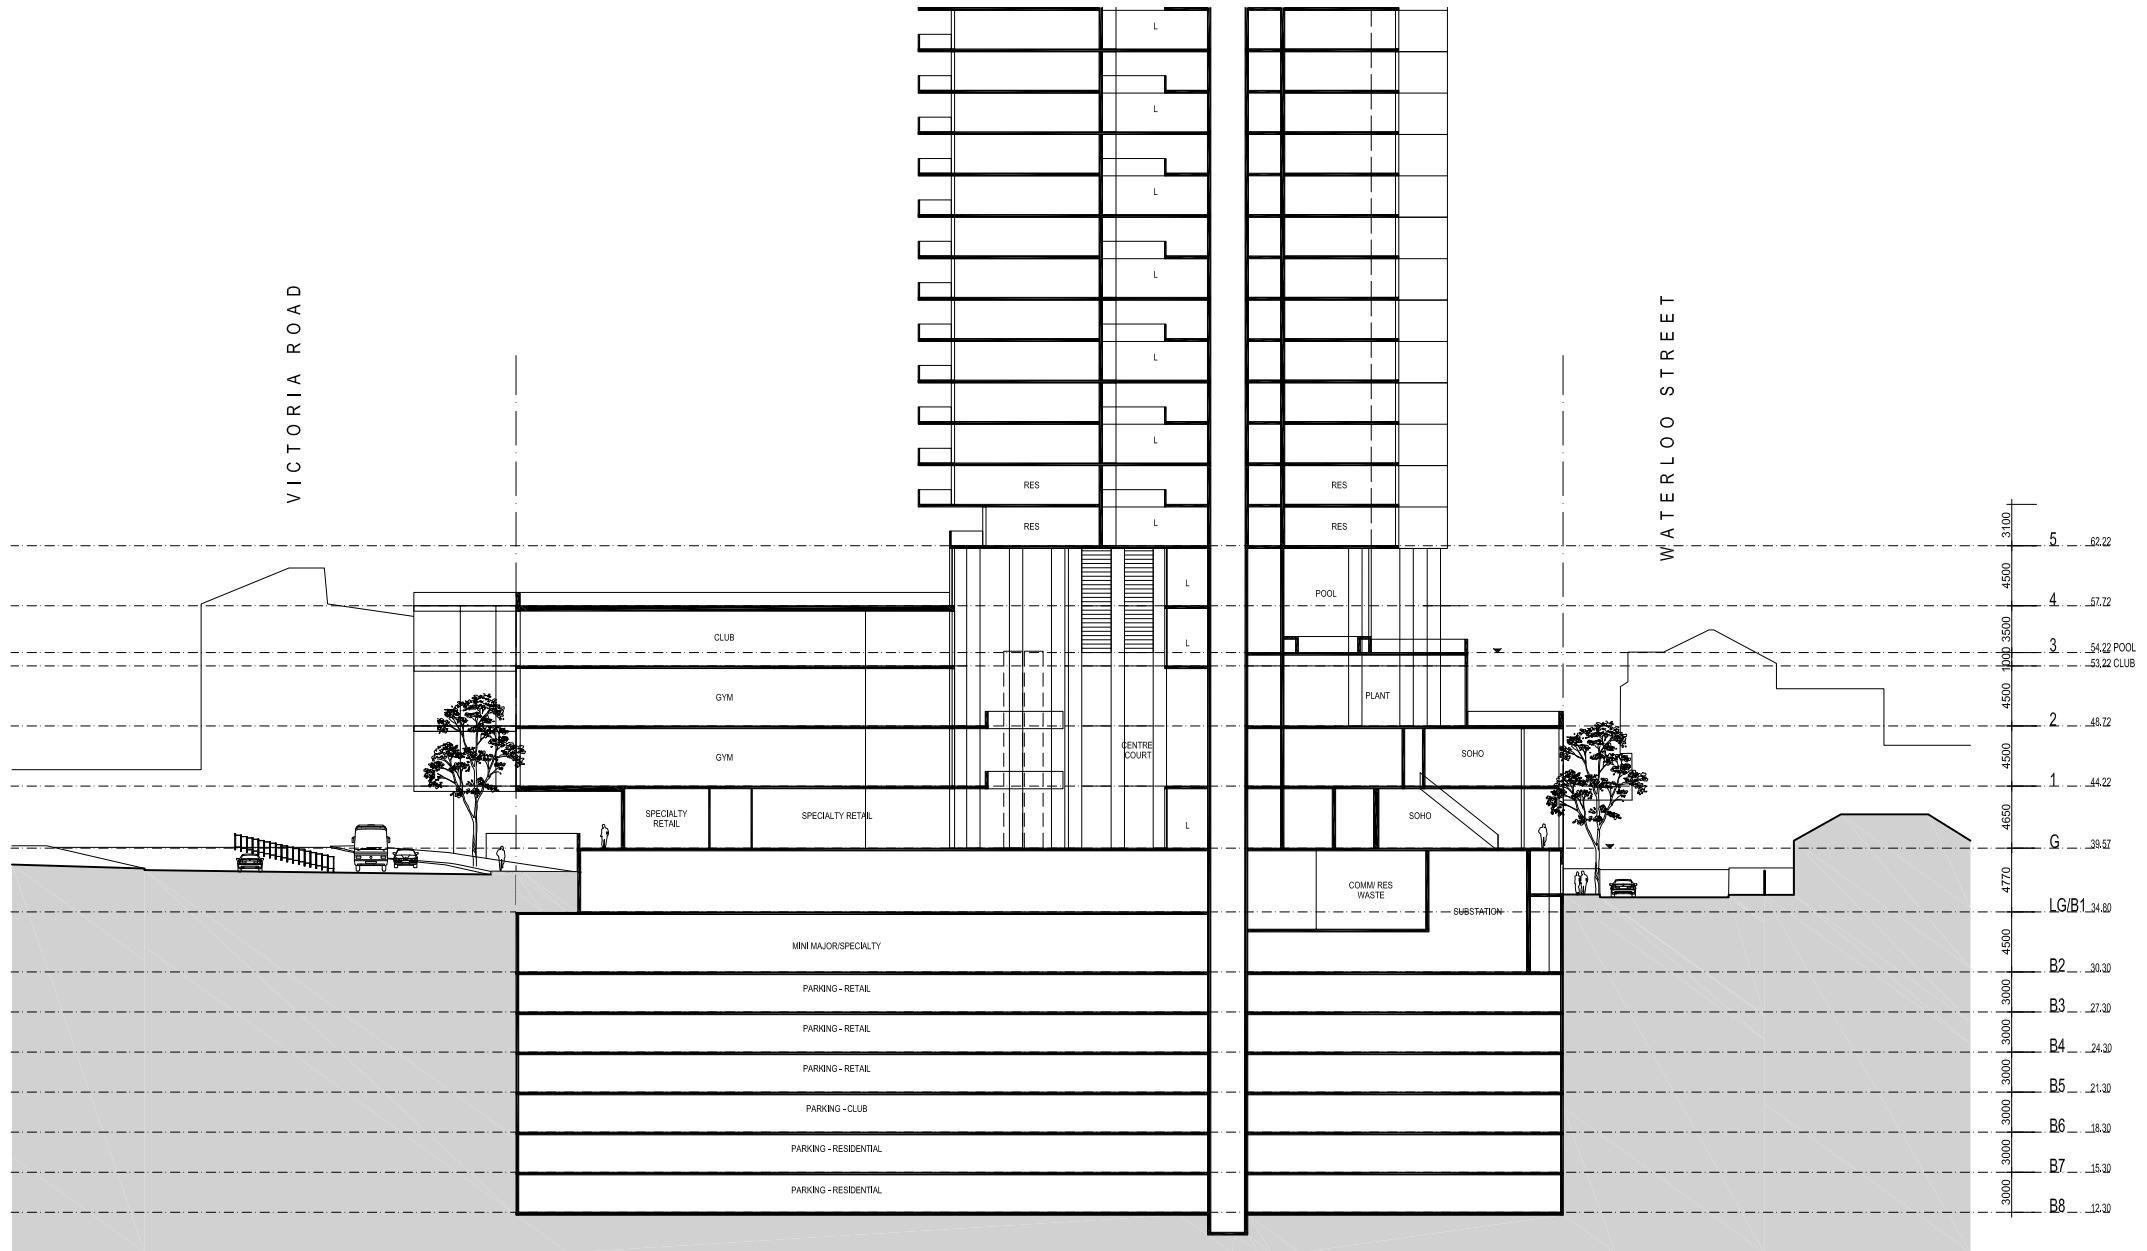 L
L
L
L
L
L
RES
RES
L
RES
RES
VICTORIA ROAD
WATERLOO STREET
3100
5 62.22
4500
L
POOL
4 57.72
CLUB
L
3500
3 54.22 POOL
1000
53.22 CLUB
GYM
PLANT
4500
2 48.72
GYM
CENTRE
COURT
SOHO
4500
1 44.22
SPECIALTY
RETAIL
SPECIALTY RETAIL
L
SOHO
4650
G 39.57
COMM/ RES
WASTE
4770
SUBSTATION
LG/B1 34.80
MINI MAJOR/SPECIALTY
4500
B2 30.30
PARKING - RETAIL
3000
B3 27.30
PARKING - RETAIL
3000
B4 24.30
PARKING - RETAIL
3000
B5 21.30
PARKING - CLUB
3000
B6 18.30
PARKING - RESIDENTIAL
3000
B7 15.30
PARKING - RESIDENTIAL
3000
B8 12.30